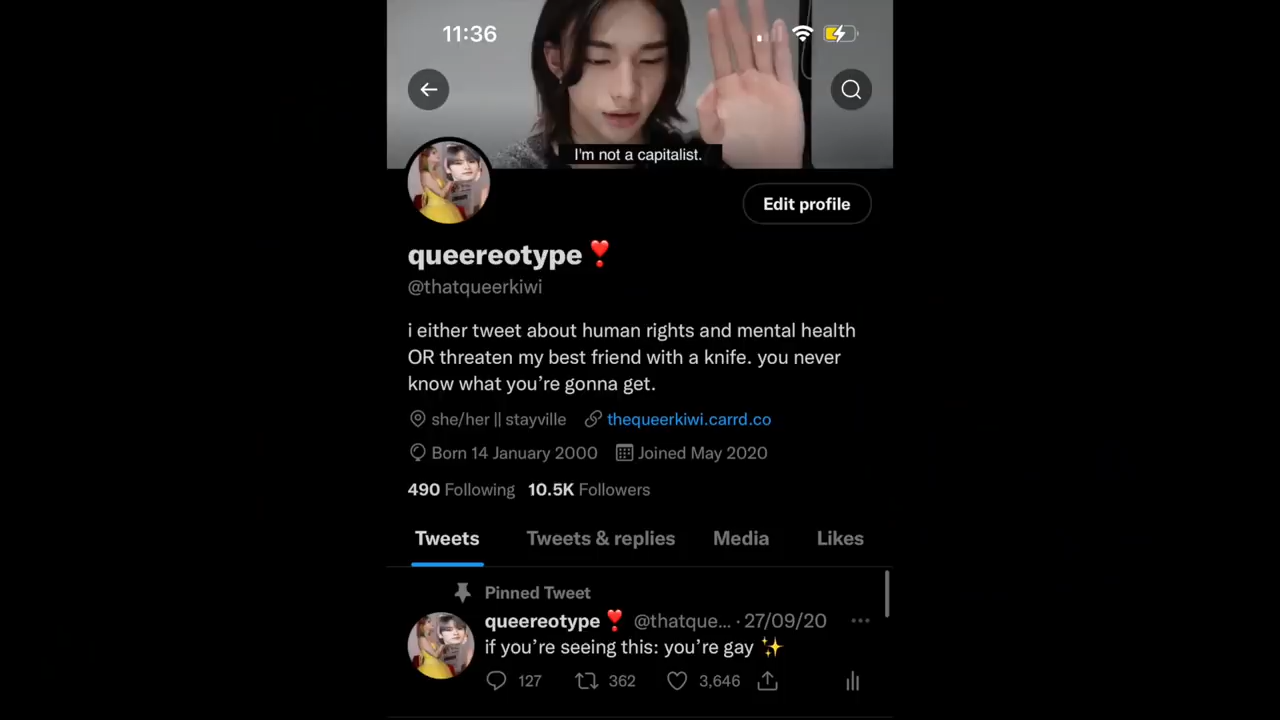 11:36
I'm not a capitalist.
Edit profile
queereotype❣️
@thatqueerkiwi
i either tweet about human rights and mental health
OR threaten my best friend with a knife. you never
know what you're gonna get.
she/her || stayville thequeerkiwi.carrd.co
Born 14 January 2000 Joined May 2020
490 Following 10.5K Followers
Tweets Tweets & replies Media Likes
Pinned Tweet
queereotype❣️ @thatque... · 27/09/20
if you're seeing this: you're gay ✨
127 362 3,646